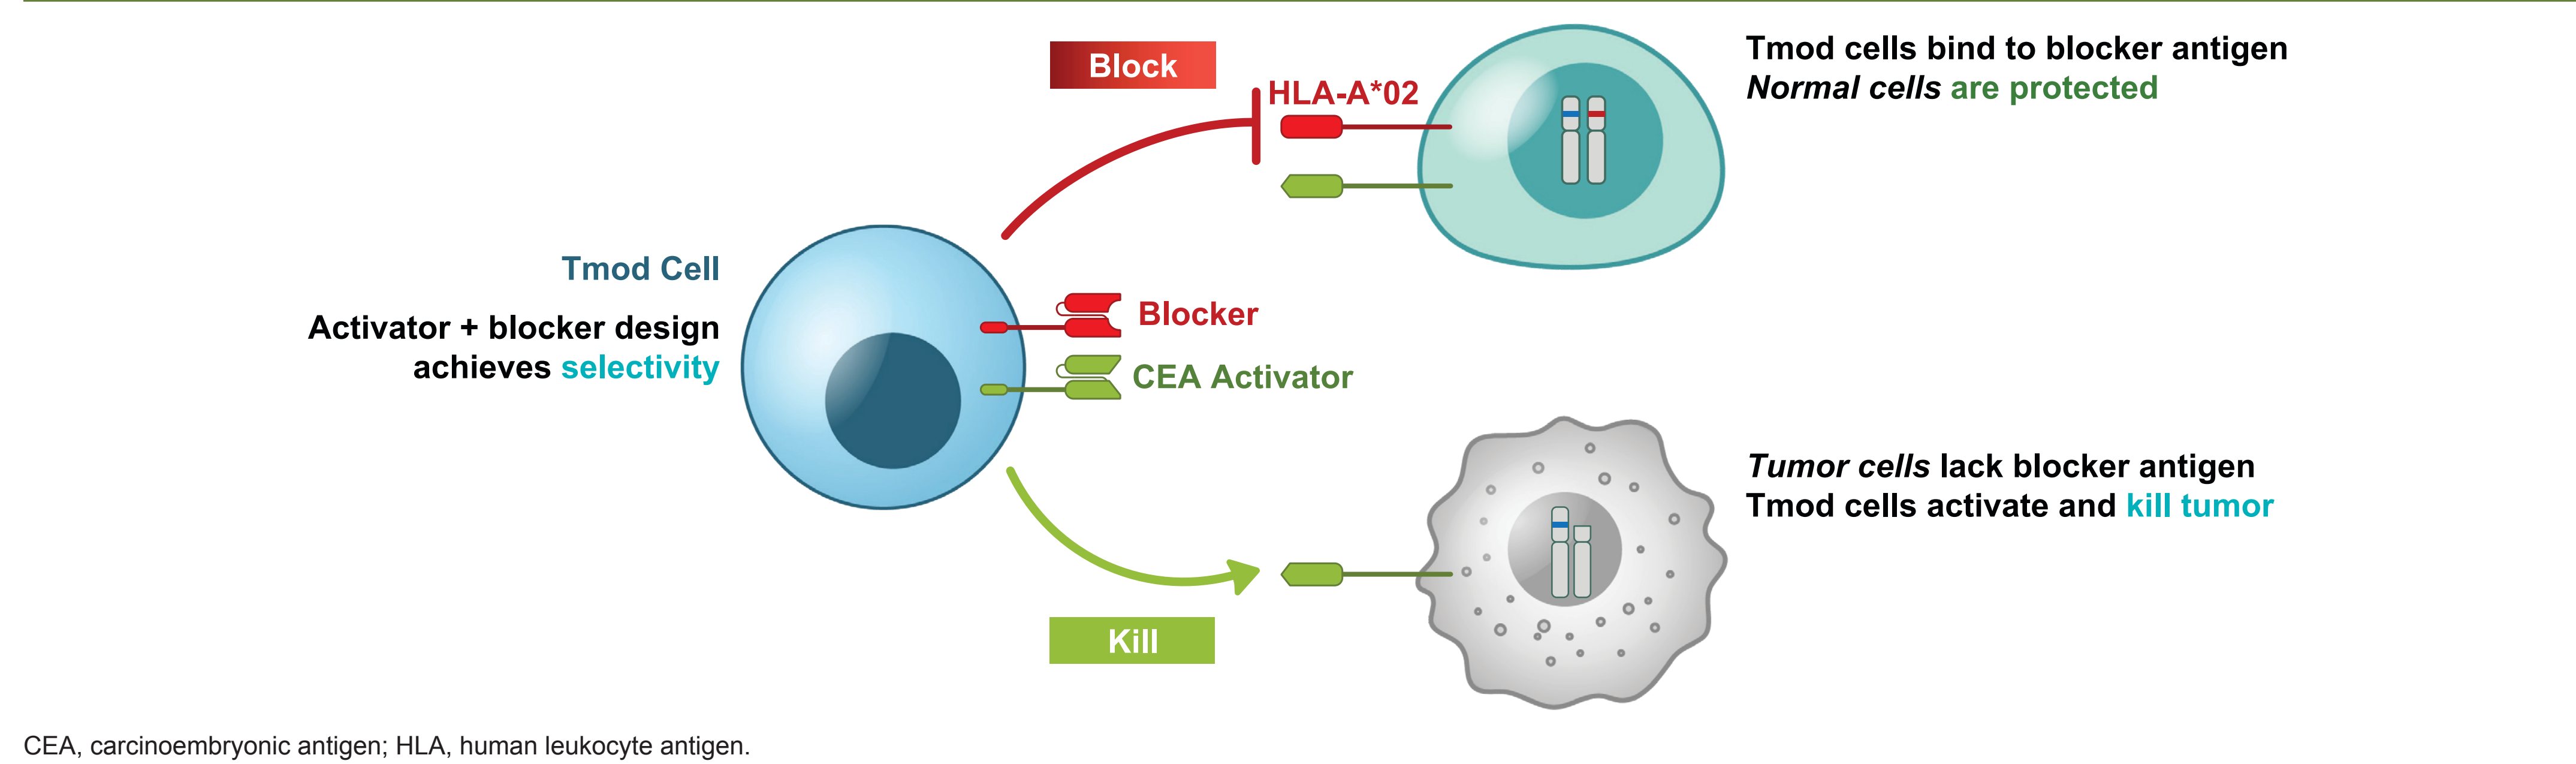 Block
HLA-A*02
Tmod cells bind to blocker antigen
Normal cells are protected
Tmod Cell
Activator + blocker design
achieves selectivity
Blocker
CEA Activator
Tumor cells lack blocker antigen
Tmod cells activate and kill tumor
Kill
CEA, carcinoembryonic antigen; HLA, human leukocyte antigen.